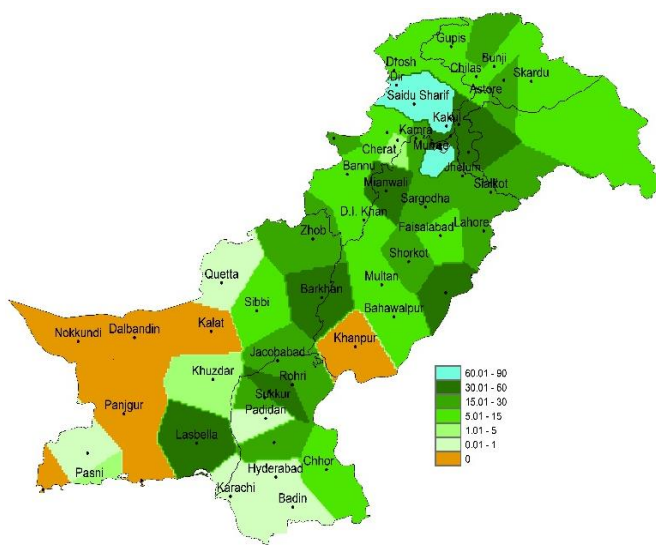 Gupis
Drosh
Bunji
Chilas
Skardu
Dir
Astore
Saidu Sharif
Kakul
Kamra
Cherat
Murree
Jhelum
Bannu
Mianwali
Sialkot
Sargodha
D.I. Khan
Zhob
Faisalabad
Lahore
Shorkot
Quetta
Multan
Barkhan
Sibbi
Bahawalpur
Kalat
Dalbandin
Nokkundi
Khanpur
Jacobabad
Khuzdar
Rohri
Sukkur
Panjgur
Padidan
Lasbella
Chhor
Pasni
Hyderabad
Karachi
Badin
60.01 - 90
30.01 - 60
15.01 - 30
5.01 - 15
1.01 - 5
0.01 - 1
0